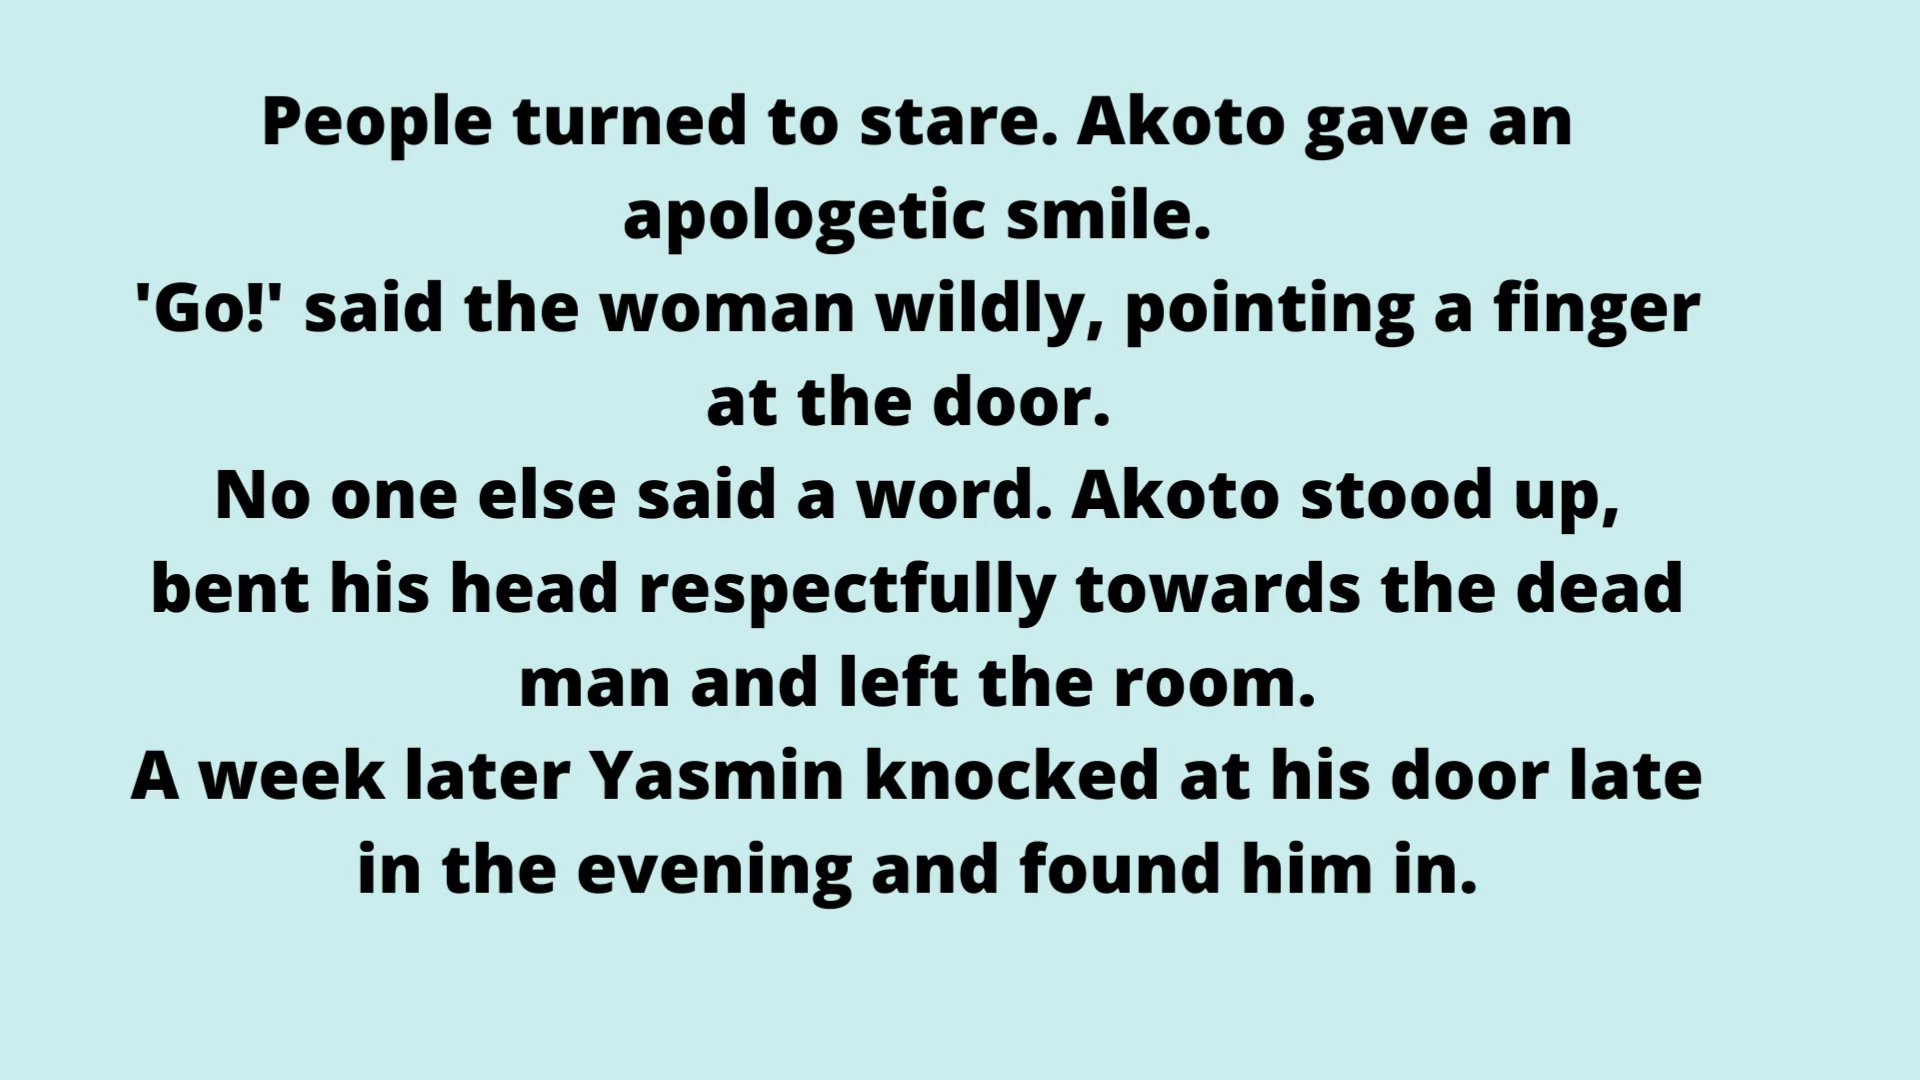 People turned to stare. Akoto gave an
apologetic smile.
'Go!' said the woman wildly, pointing a finger
at the door.
No one else said a word. Akoto stood up,
bent his head respectfully towards the dead
man and left the room.
A week later Yasmin knocked at his door late
in the evening and found him in.